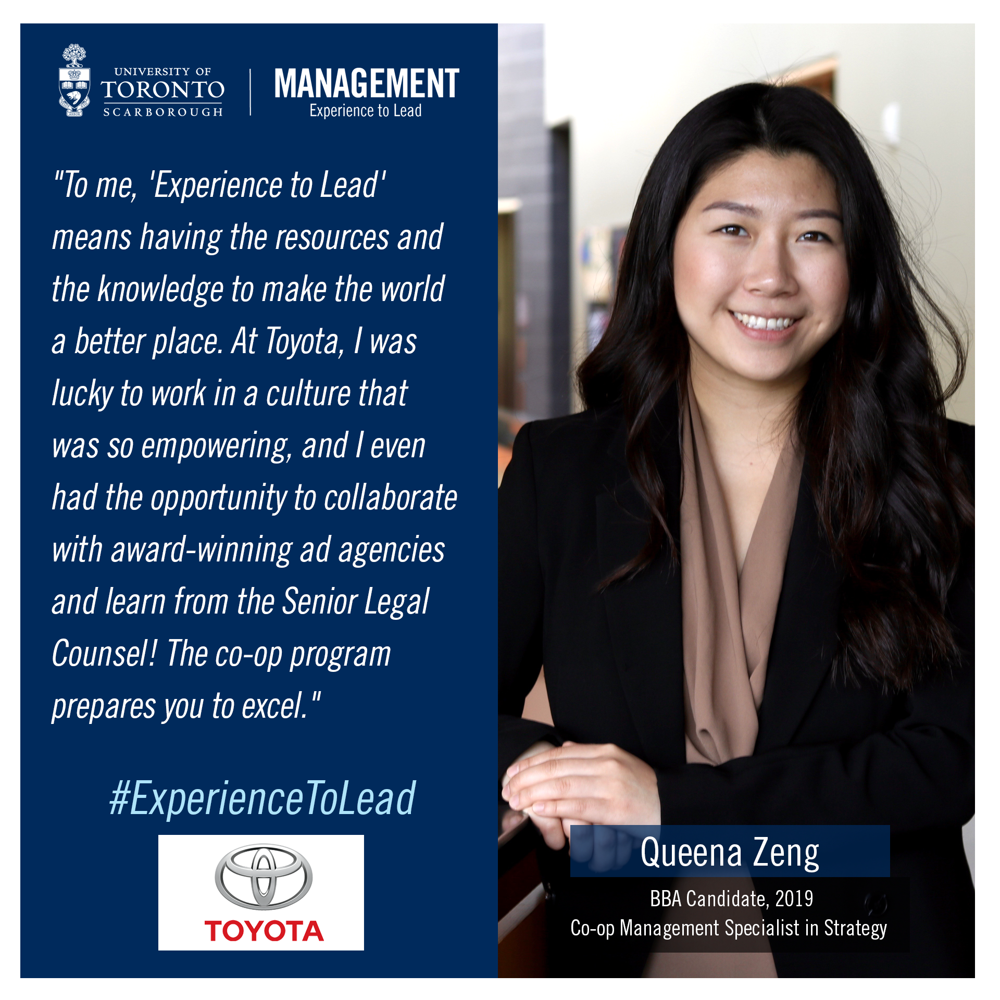 UNIVERSITY OF
TORONTO
SCARBOROUGH
MANAGEMENT
Experience to Lead
"To me, 'Experience to Lead'
means having the resources and
the knowledge to make the world
a better place. At Toyota, I was
lucky to work in a culture that
was so empowering, and I even
had the opportunity to collaborate
with award-winning ad agencies
and learn from the Senior Legal
Counsel! The co-op program
prepares you to excel."
#ExperienceToLead
TOYOTA
Queena Zeng
BBA Candidate, 2019
Co-op Management Specialist in Strategy